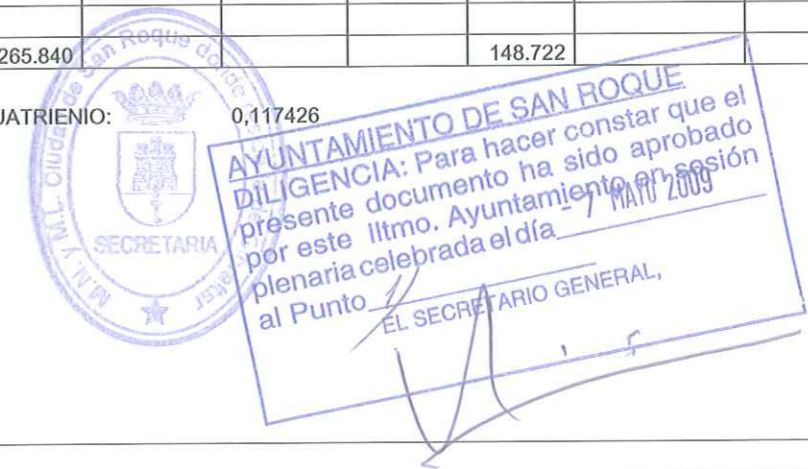 265.840 148.722
UATRIENIO: 0,117426
M.N. Y M.L. Ciudad de San Roque donde
SECRETARIA
AYUNTAMIENTO DE SAN ROQUE
DILIGENCIA: Para hacer constar que el
presente documento ha sido aprobado
por este Iltmo. Ayuntamiento en sesión
plenaria celebrada el día - 7 MAYO 2009
al Punto
EL SECRETARIO GENERAL,